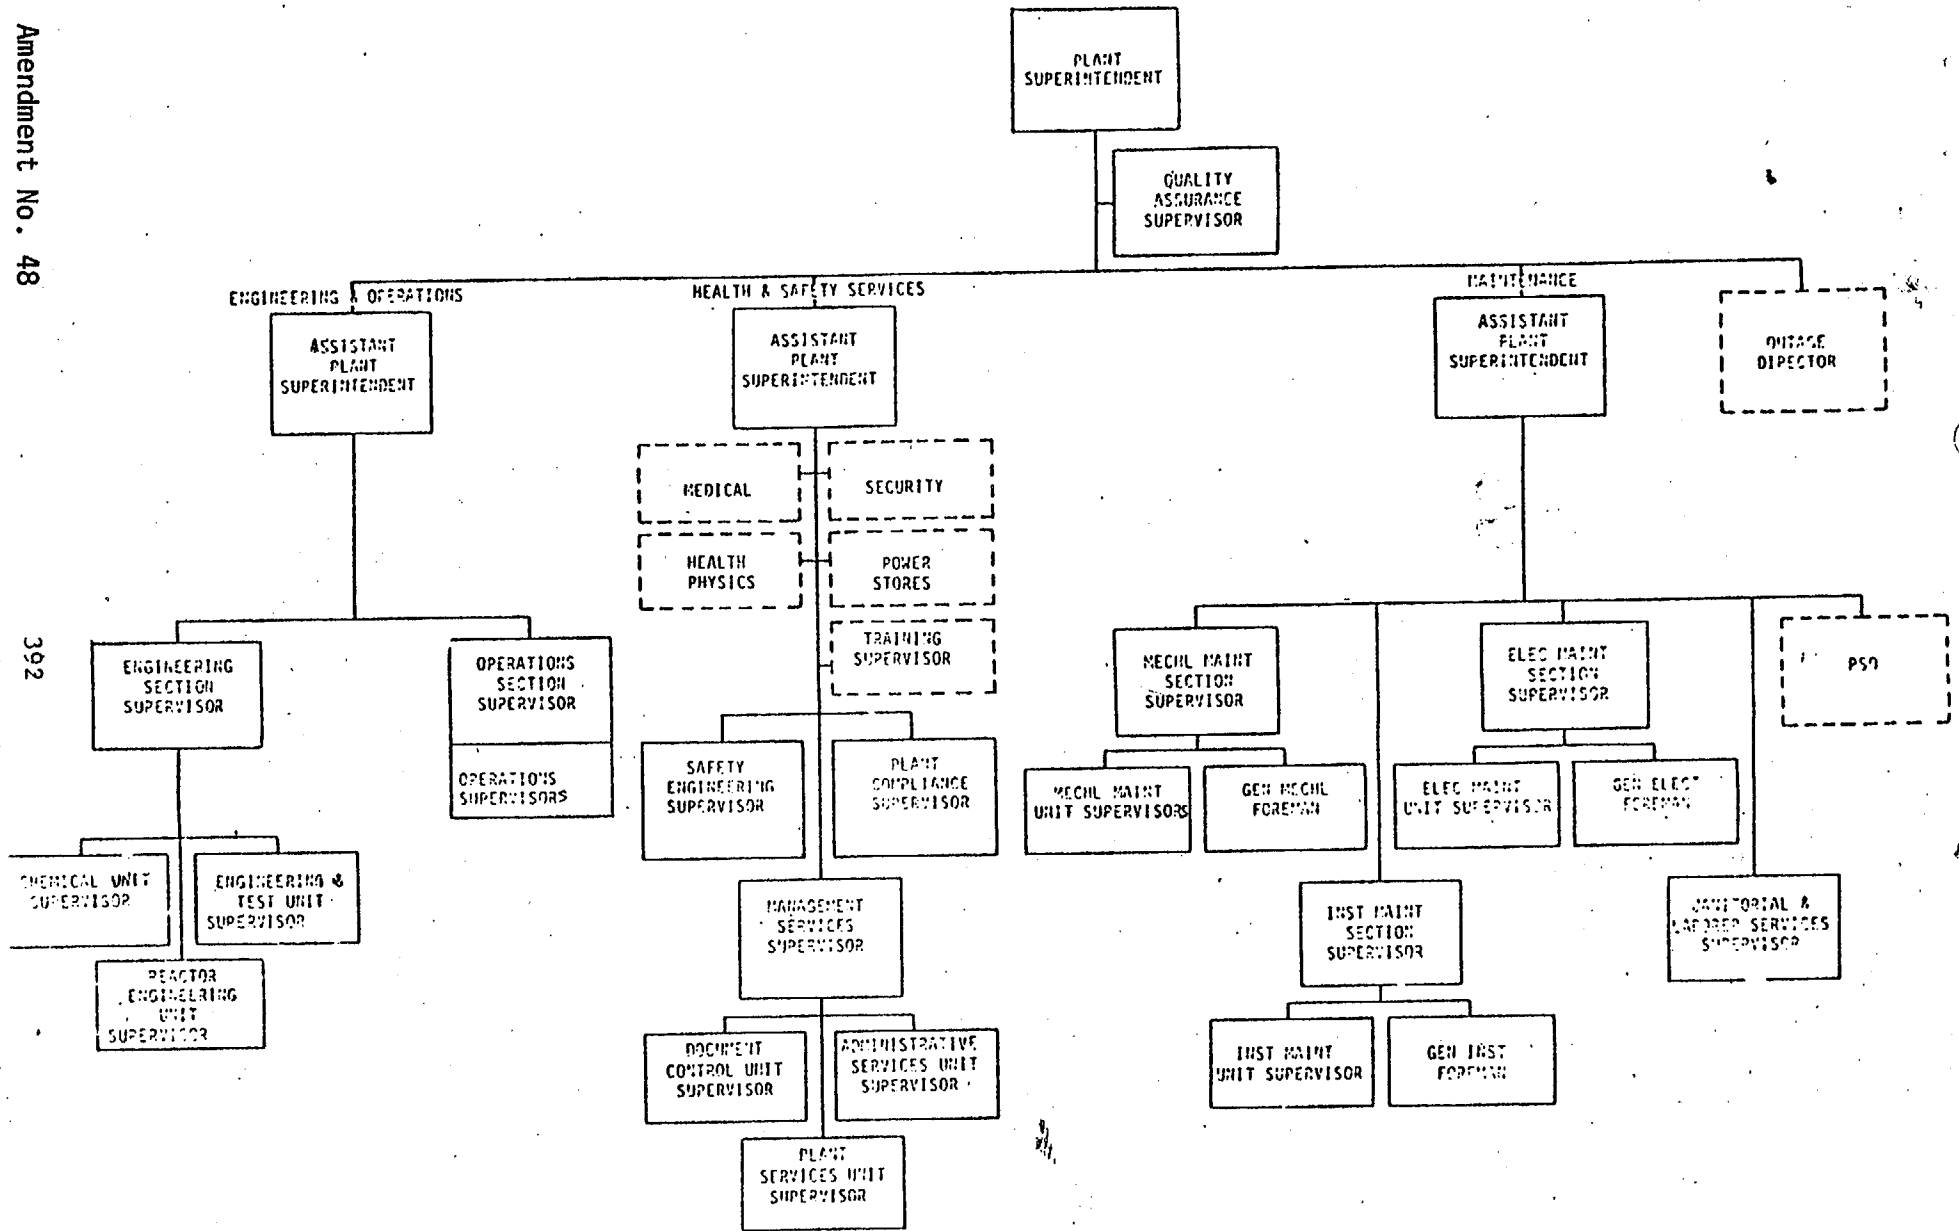 Amendment No. 48
392
PLANT
SUPERINTENDENT
QUALITY
ASSURANCE
SUPERVISOR
ENGINEERING & OPERATIONS
HEALTH & SAFETY SERVICES
MAINTENANCE
ASSISTANT
PLANT
SUPERINTENDENT
ASSISTANT
PLANT
SUPERINTENDENT
ASSISTANT
PLANT
SUPERINTENDENT
OUTAGE
DIRECTOR
MEDICAL
SECURITY
HEALTH
PHYSICS
POWER
STORES
TRAINING
SUPERVISOR
ENGINEERING
SECTION
SUPERVISOR
OPERATIONS
SECTION
SUPERVISOR
OPERATIONS
SUPERVISORS
MECHL MAINT
SECTION
SUPERVISOR
ELEC MAINT
SECTION
SUPERVISOR
PSO
SAFETY
ENGINEERING
SUPERVISOR
PLANT
COMPLIANCE
SUPERVISOR
MECHL MAINT
UNIT SUPERVISORS
GEN MECHL
FOREMAN
ELEC MAINT
UNIT SUPERVISOR
GEN ELECT
FOREMAN
CHEMICAL UNIT
SUPERVISOR
ENGINEERING &
TEST UNIT
SUPERVISOR
MANAGEMENT
SERVICES
SUPERVISOR
INST MAINT
SECTION
SUPERVISOR
JANITORIAL &
LABORER SERVICES
SUPERVISOR
REACTOR
ENGINEERING
UNIT
SUPERVISOR
DOCUMENT
CONTROL UNIT
SUPERVISOR
ADMINISTRATIVE
SERVICES UNIT
SUPERVISOR
INST MAINT
UNIT SUPERVISOR
GEN INST
FOREMAN
PLANT
SERVICES UNIT
SUPERVISOR